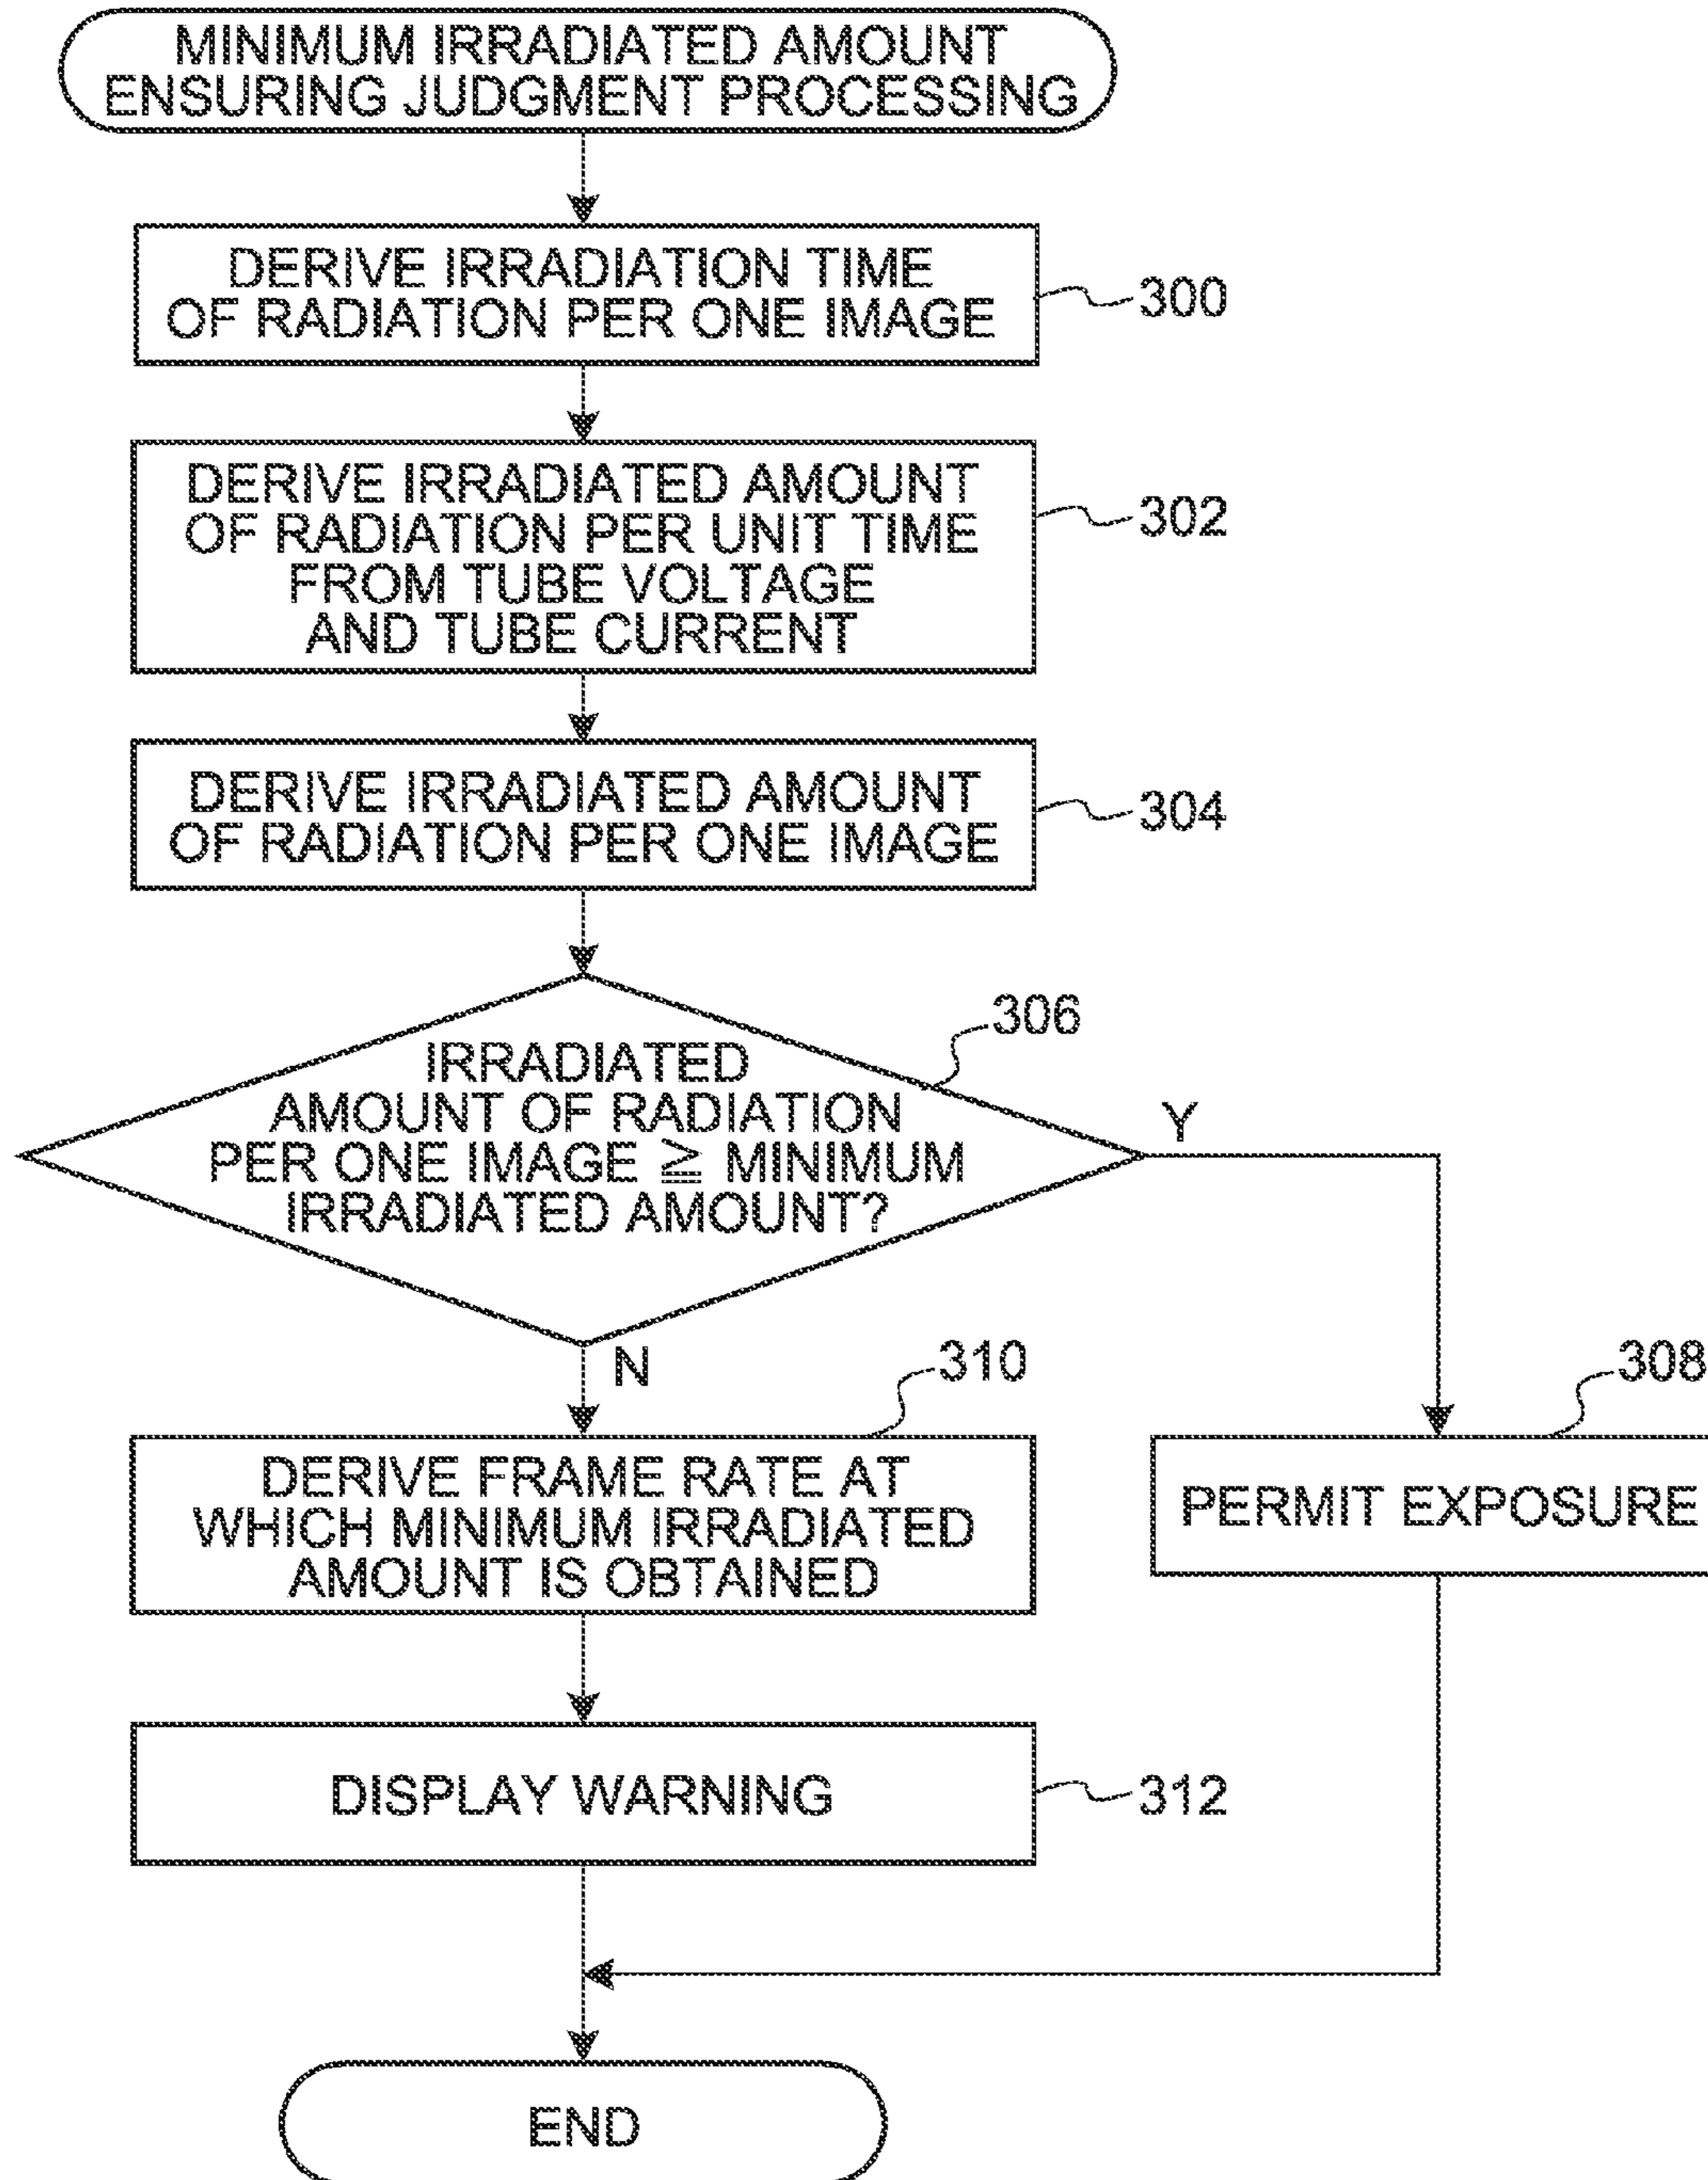 MINIMUM IRRADIATED AMOUNT
ENSURING JUDGMENT PROCESSING
DERIVE IRRADIATION TIME
OF RADIATION PER ONE IMAGE
300
DERIVE IRRADIATED AMOUNT
OF RADIATION PER UNIT TIME
FROM TUBE VOLTAGE
AND TUBE CURRENT
302
DERIVE IRRADIATED AMOUNT
OF RADIATION PER ONE IMAGE
304
306
IRRADIATED
AMOUNT OF RADIATION
PER ONE IMAGE ≧ MINIMUM
IRRADIATED AMOUNT?
Y
N
310
308
DERIVE FRAME RATE AT
WHICH MINIMUM IRRADIATED
AMOUNT IS OBTAINED
PERMIT EXPOSURE
DISPLAY WARNING
312
END